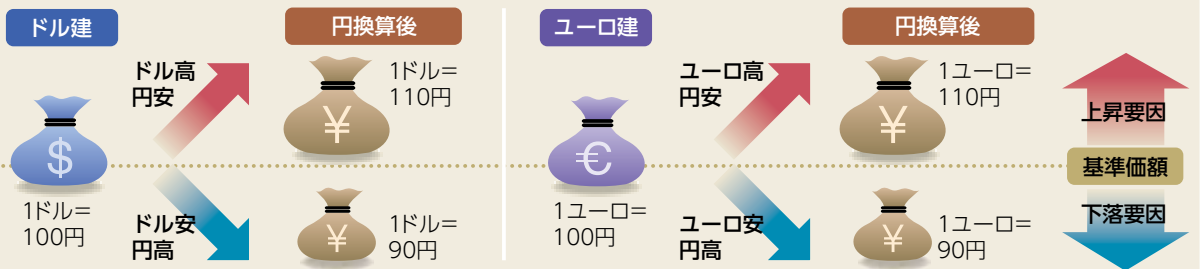 ドル建
円換算後
ドル高
円安
1ドル=
110円
$
¥
1ドル=
100円
ドル安
円高
¥
1ドル=
90円
ユーロ建
円換算後
ユーロ高
円安
1ユーロ=
110円
€
¥
1ユーロ=
100円
ユーロ安
円高
¥
1ユーロ=
90円
上昇要因
基準価額
下落要因